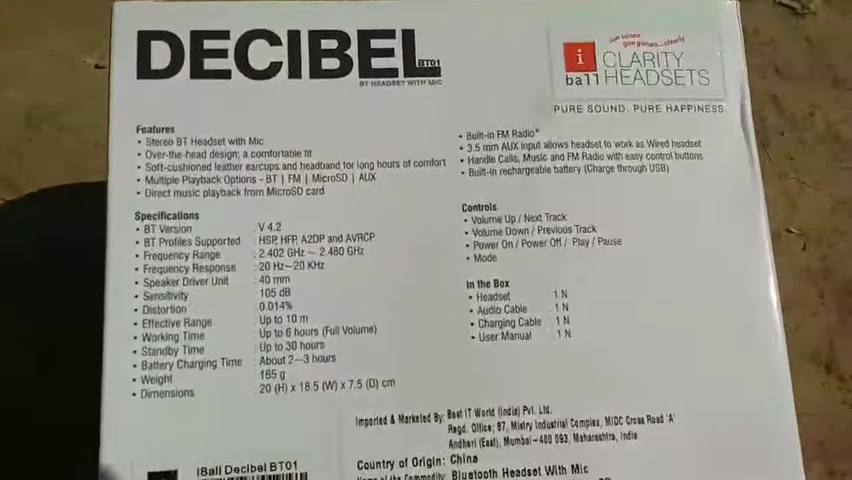 DECIBEL BT01
BT HEADSET WITH MIC
fun sunao
gun gunao...clearly
i
ball
CLARITY
HEADSETS
PURE SOUND. PURE HAPPINESS
Features
• Stereo BT Headset with Mic
• Over-the-head design; a comfortable fit
• Soft-cushioned leather earcups and headband for long hours of comfort
• Multiple Playback Options - BT | FM | MicroSD | AUX
• Direct music playback from MicroSD card
• Built-in FM Radio*
• 3.5 mm AUX input allows headset to work as Wired headset
• Handle Calls, Music and FM Radio with easy control buttons
• Built-in rechargeable battery (Charge through USB)
Specifications
• BT Version : V 4.2
• BT Profiles Supported : HSP, HFP, A2DP and AVRCP
• Frequency Range : 2.402 GHz ~ 2.480 GHz
• Frequency Response : 20 Hz~20 KHz
• Speaker Driver Unit : 40 mm
• Sensitivity : 105 dB
• Distortion : 0.014%
• Effective Range : Up to 10 m
• Working Time : Up to 6 hours (Full Volume)
• Standby Time : Up to 30 hours
• Battery Charging Time : About 2~3 hours
• Weight : 165 g
• Dimensions : 20 (H) x 18.5 (W) x 7.5 (D) cm
Controls
• Volume Up / Next Track
• Volume Down / Previous Track
• Power On / Power Off / Play / Pause
• Mode
In the Box
• Headset : 1 N
• Audio Cable : 1 N
• Charging Cable : 1 N
• User Manual : 1 N
Imported & Marketed By: Best IT World (India) Pvt. Ltd.
Regd. Office: 87, Mistry Industrial Complex, MIDC Cross Road 'A'
Andheri (East), Mumbai-400 093, Maharashtra, India
Country of Origin: China
Name of the Commodity: Bluetooth Headset With Mic
iBall Decibel BT01